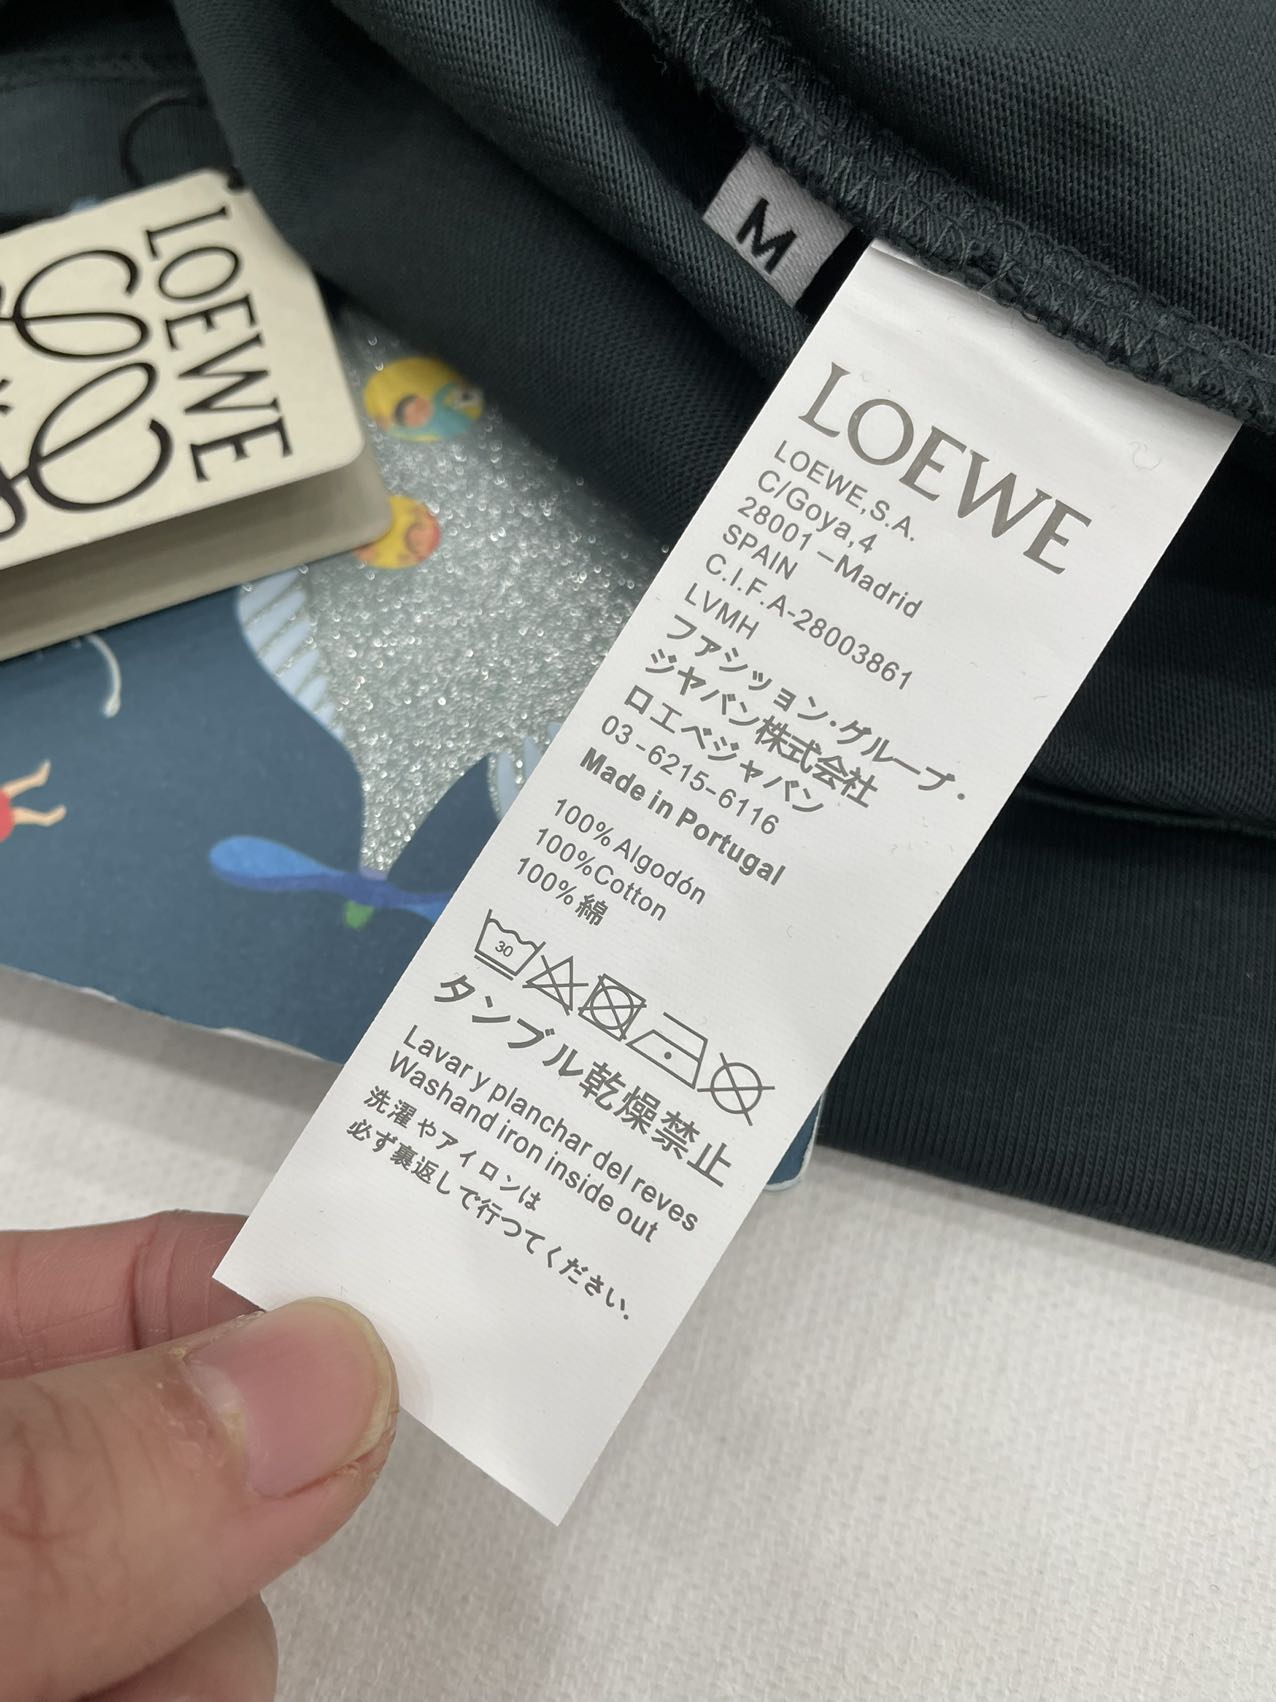 LOEWE
M
LOEWE
LOEWE,S.A.
C/Goya,4
28001-Madrid
SPAIN
C.I.F.A-28003861
LVMH
ファシッョン·グループ·
ジヤバン株式会社
ロエベジャバン
03-6215-6116
Made in Portugal
100%Algodón
100%Cotton
100%綿
30
タンブル乾燥禁止
Lavar y planchar del reves
Washand iron inside out
洗濯やアイロンは
必ず裏返しで行つてください.